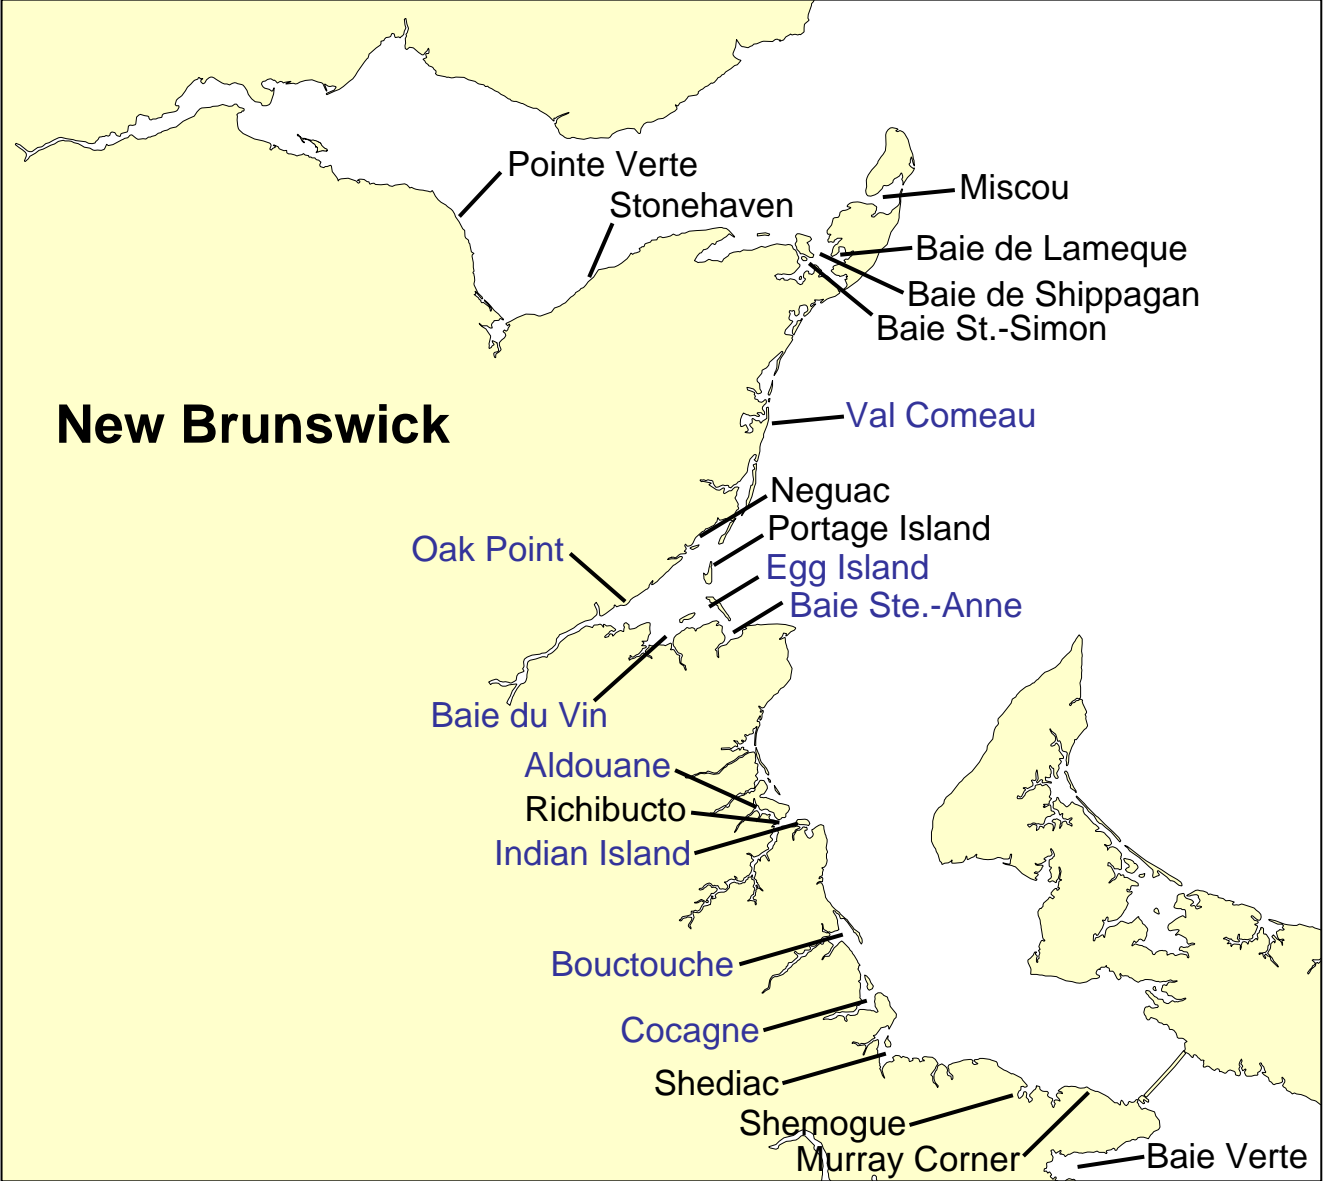 Pointe Verte
Miscou
Stonehaven
Baie de Lameque
Baie de Shippagan
Baie St.-Simon
New Brunswick
Val Comeau
Neguac
Portage Island
Oak Point
Egg Island
Baie Ste.-Anne
Baie du Vin
Aldouane
Richibucto
Indian Island
Bouctouche
Cocagne
Shediac
Shemogue
Murray Corner
Baie Verte